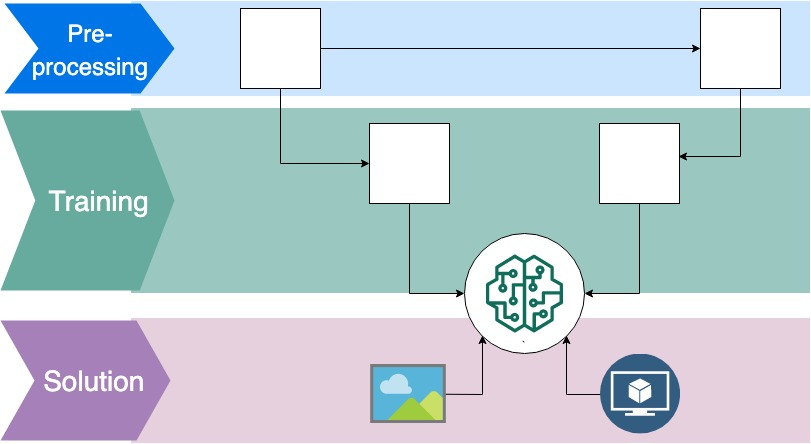 Pre-
processing
Training
Solution